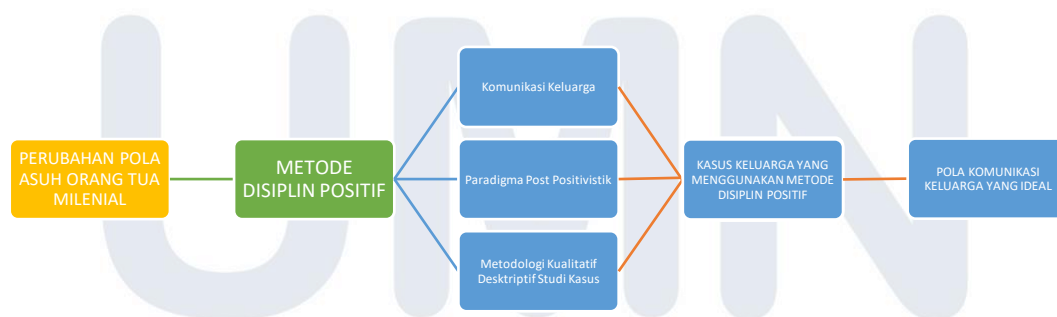 UMN
PERUBAHAN POLA
ASUH ORANG TUA
MILENIAL
METODE
DISIPLIN POSITIF
Komunikasi Keluarga
Paradigma Post Positivistik
Metodologi Kualitatif
Desktriptif Studi Kasus
KASUS KELUARGA YANG
MENGGUNAKAN METODE
DISIPLIN POSITIF
POLA KOMUNIKASI
KELUARGA YANG IDEAL